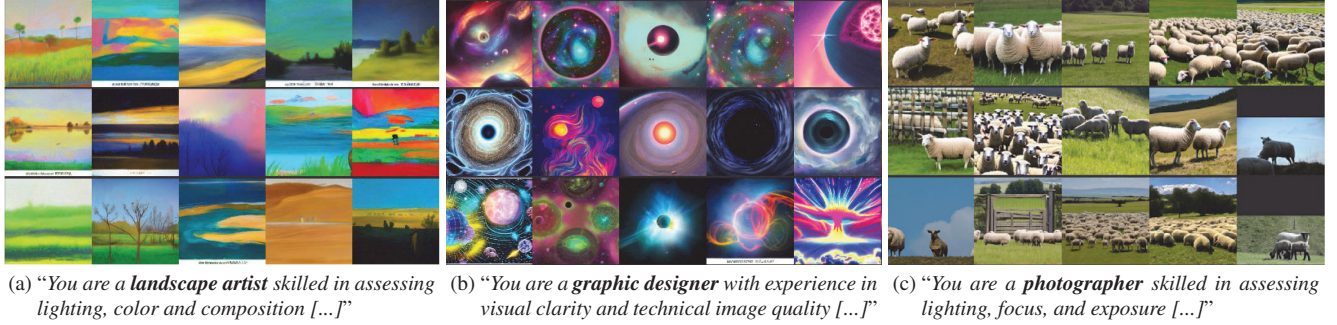 (a) “You are a landscape artist skilled in assessing
lighting, color and composition [...]”
(b) “You are a graphic designer with experience in
visual clarity and technical image quality [...]”
(c) “You are a photographer skilled in assessing
lighting, focus, and exposure [...]”